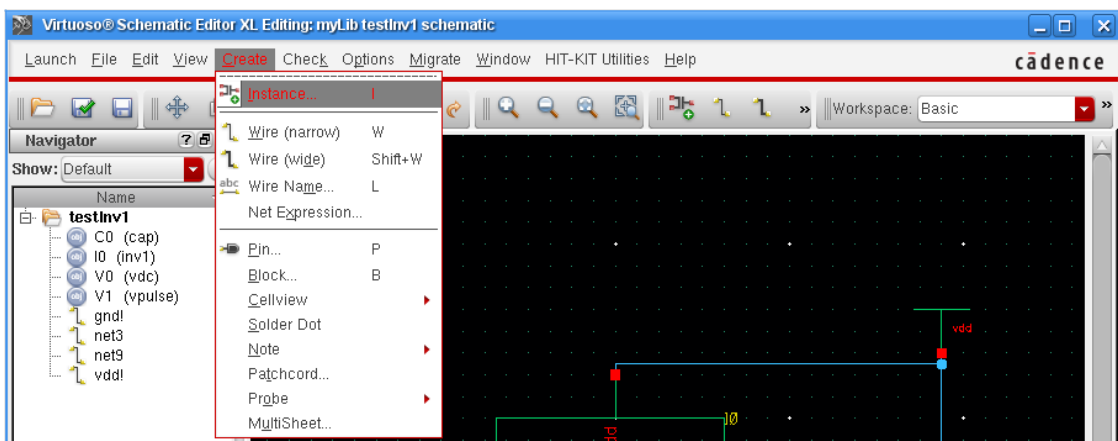 Virtuoso® Schematic Editor XL Editing: myLib testInv1 schematic
Launch File Edit View Create Check Options Migrate Window HIT-KIT Utilities Help cādence
Instance... I
» Workspace: Basic »
Navigator ?
Wire (narrow) W
Show: Default
Wire (wide) Shift+W
Name
abc Wire Name... L
testInv1
Net Expression...
C0 (cap)
I0 (inv1)
Pin... P
V0 (vdc)
Block... B
V1 (vpulse)
Cellview
gnd!
Solder Dot
vdd
net3
Note
net9
Patchcord...
vdd!
Probe
MultiSheet...